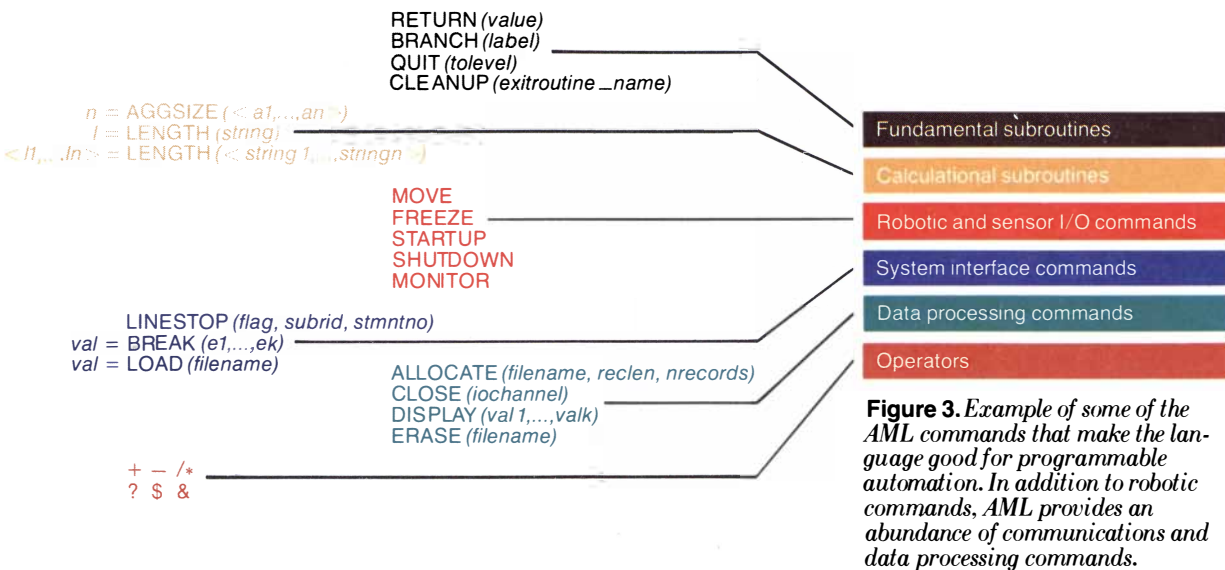 RETURN (value)
BRANCH (label)
QUIT (tolevel)
CLEANUP (exitroutine_name)
n = AGGSIZE (< a1,...,an >)
l = LENGTH (string)
< l1,...,ln > = LENGTH (< string 1,...,stringn >)
MOVE
FREEZE
STARTUP
SHUTDOWN
MONITOR
LINESTOP (flag, subrid, stmntno)
val = BREAK (e1,...,ek)
val = LOAD (filename)
ALLOCATE (filename, reclen, nrecords)
CLOSE (iochannel)
DISPLAY (val 1,...,valk)
ERASE (filename)
+ — /*
? $ &
Fundamental subroutines
Calculational subroutines
Robotic and sensor I/O commands
System interface commands
Data processing commands
Operators
Figure 3. Example of some of the
AML commands that make the lan-
guage good for programmable
automation. In addition to robotic
commands, AML provides an
abundance of communications and
data processing commands.